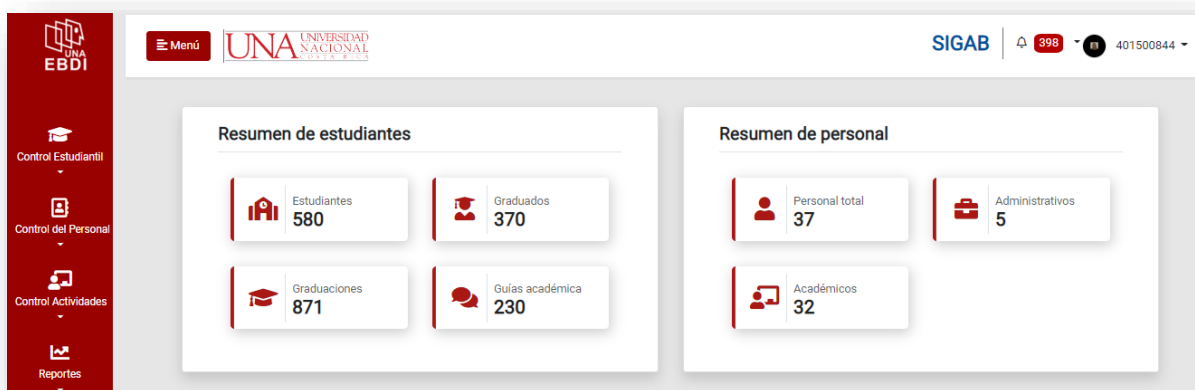 UNA
EBDI
Menú
UNA UNIVERSIDAD
NACIONAL
COSTA RICA
SIGAB
398
401500844
Control Estudiantil
Control del Personal
Control Actividades
Reportes
Resumen de estudiantes
Estudiantes
580
Graduados
370
Graduaciones
871
Guías académica
230
Resumen de personal
Personal total
37
Administrativos
5
Académicos
32